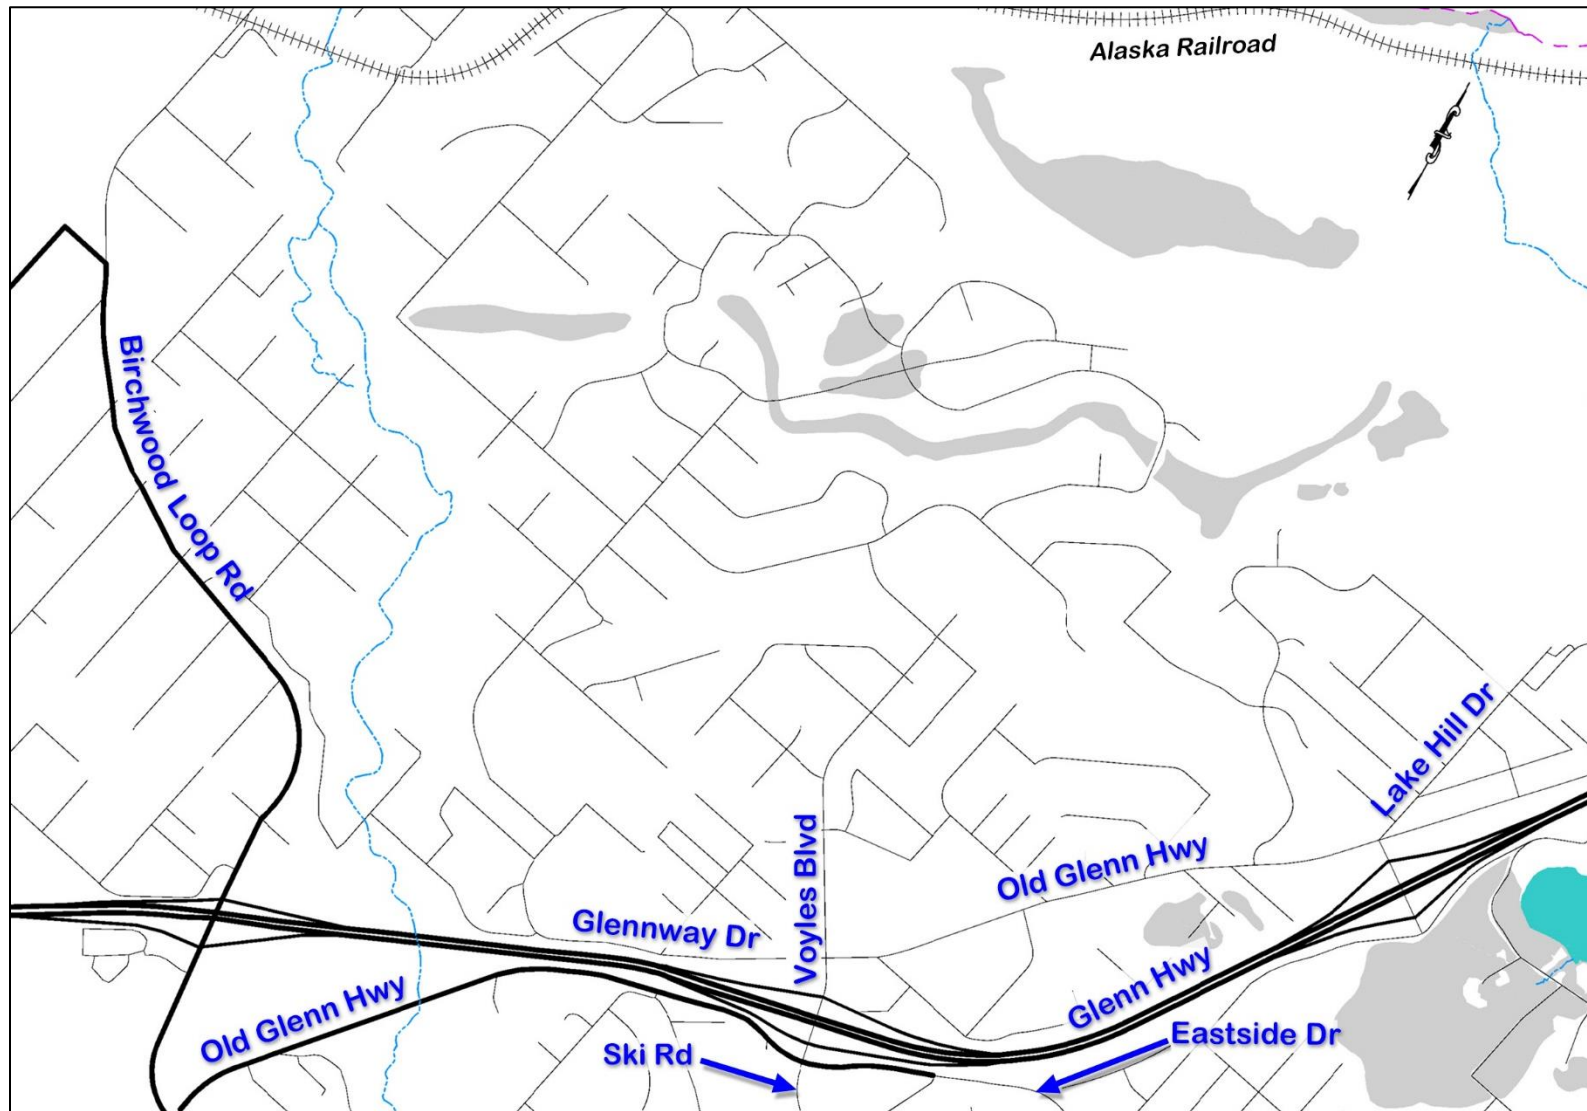 Alaska Railroad
Birchwood Loop Rd
Lake Hill Dr
Voyles Blvd
Old Glenn Hwy
Glennway Dr
Glenn Hwy
Old Glenn Hwy
Eastside Dr
Ski Rd